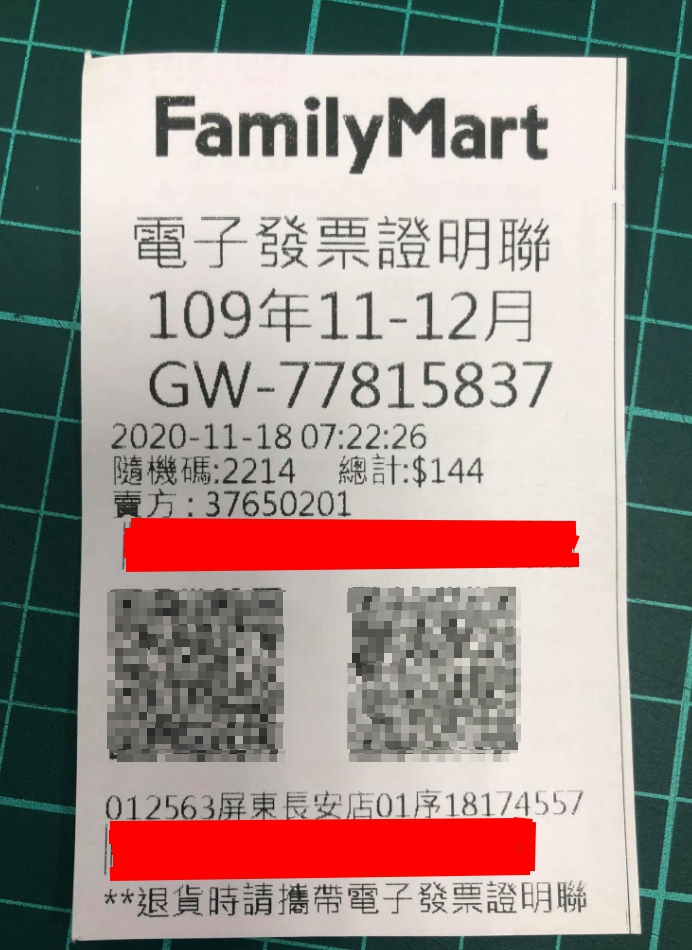 FamilyMart
電子發票證明聯
109年11-12月
GW-77815837
2020-11-18 07:22:26
隨機碼:2214 總計:$144
賣方:37650201
012563屏東長安店01序18174557
**退貨時請攜帶電子發票證明聯